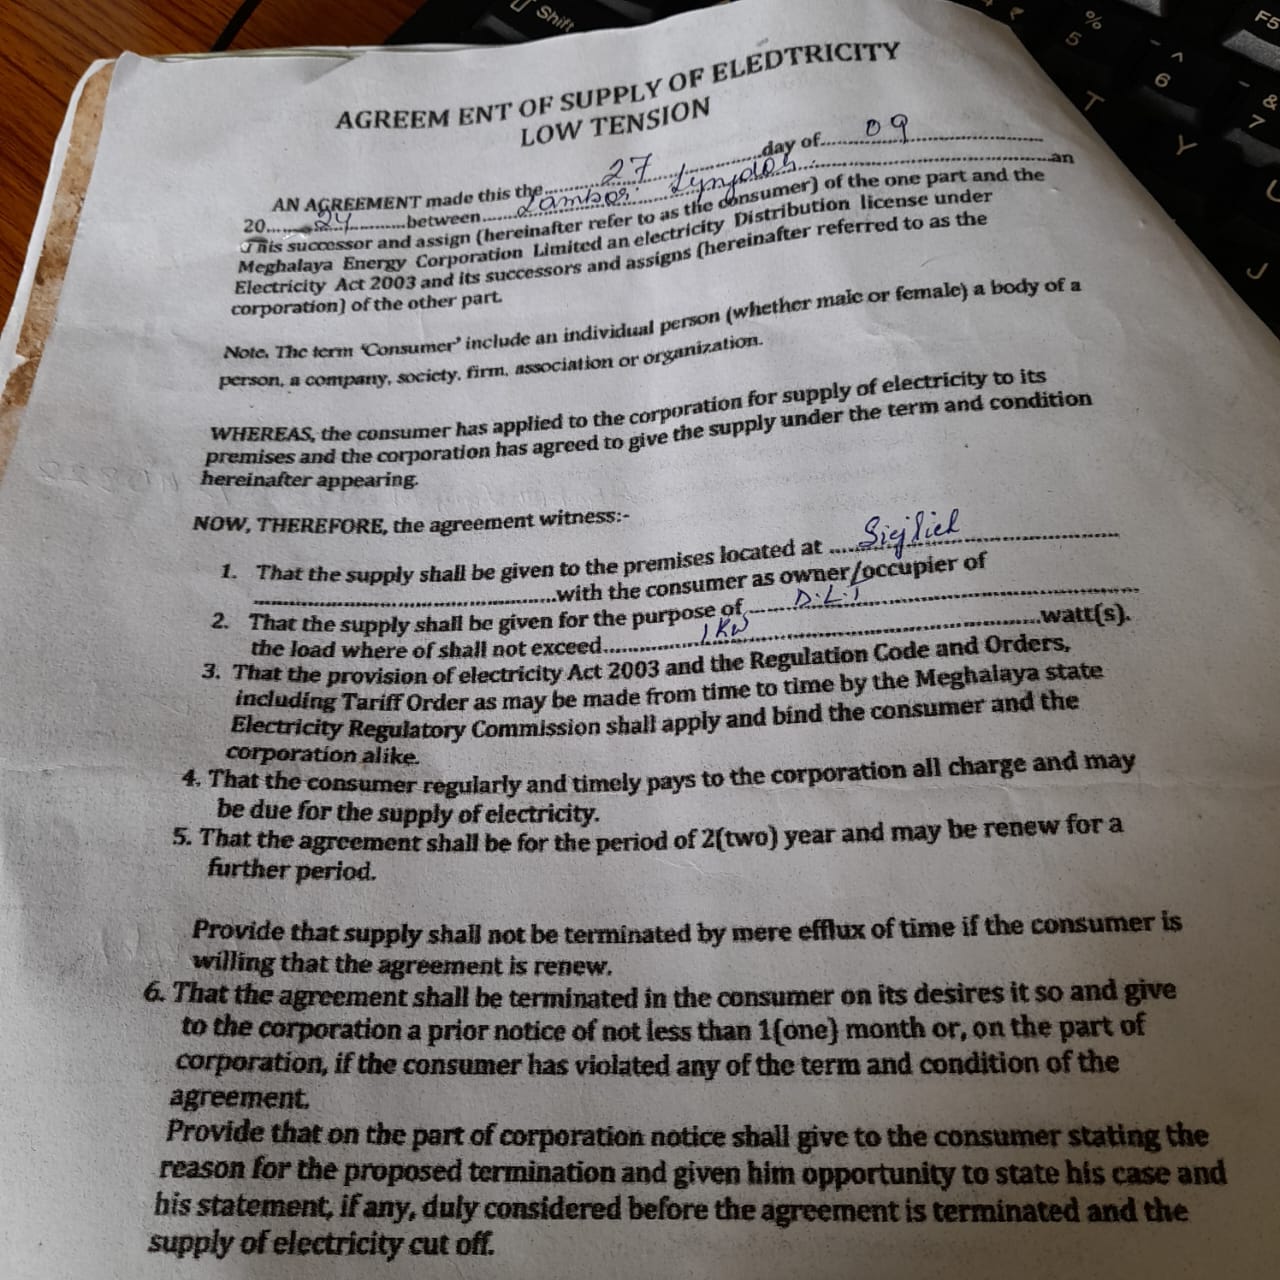 AGREEM ENT OF SUPPLY OF ELEDTRICITY
LOW TENSION
AN AGREEMENT made this the 27 day of 09
2024 between Lambor Lyngdoh an
This successor and assign (hereinafter refer to as the consumer) of the one part and the
Meghalaya Energy Corporation Limited an electricity Distribution license under
Electricity Act 2003 and its successors and assigns (hereinafter referred to as the
corporation) of the other part.
Note. The term 'Consumer' include an individual person (whether male or female) a body of a
person, a company, society, firm, association or organization.
WHEREAS, the consumer has applied to the corporation for supply of electricity to its
premises and the corporation has agreed to give the supply under the term and condition
hereinafter appearing.
NOW, THEREFORE, the agreement witness:-
1. That the supply shall be given to the premises located at
with the consumer as owner/occupier of
2. That the supply shall be given for the purpose of D.L.T
the load where of shall not exceed 1 KW watt(s).
3. That the provision of electricity Act 2003 and the Regulation Code and Orders,
including Tariff Order as may be made from time to time by the Meghalaya state
Electricity Regulatory Commission shall apply and bind the consumer and the
corporation alike.
4. That the consumer regularly and timely pays to the corporation all charge and may
be due for the supply of electricity.
5. That the agreement shall be for the period of 2(two) year and may be renew for a
further period.
Provide that supply shall not be terminated by mere efflux of time if the consumer is
willing that the agreement is renew.
6. That the agreement shall be terminated in the consumer on its desires it so and give
to the corporation a prior notice of not less than 1(one) month or, on the part of
corporation, if the consumer has violated any of the term and condition of the
agreement.
Provide that on the part of corporation notice shall give to the consumer stating the
reason for the proposed termination and given him opportunity to state his case and
his statement, if any, duly considered before the agreement is terminated and the
supply of electricity cut off.
Shift
%
5
^
6
&
7
F5
T
Y
J